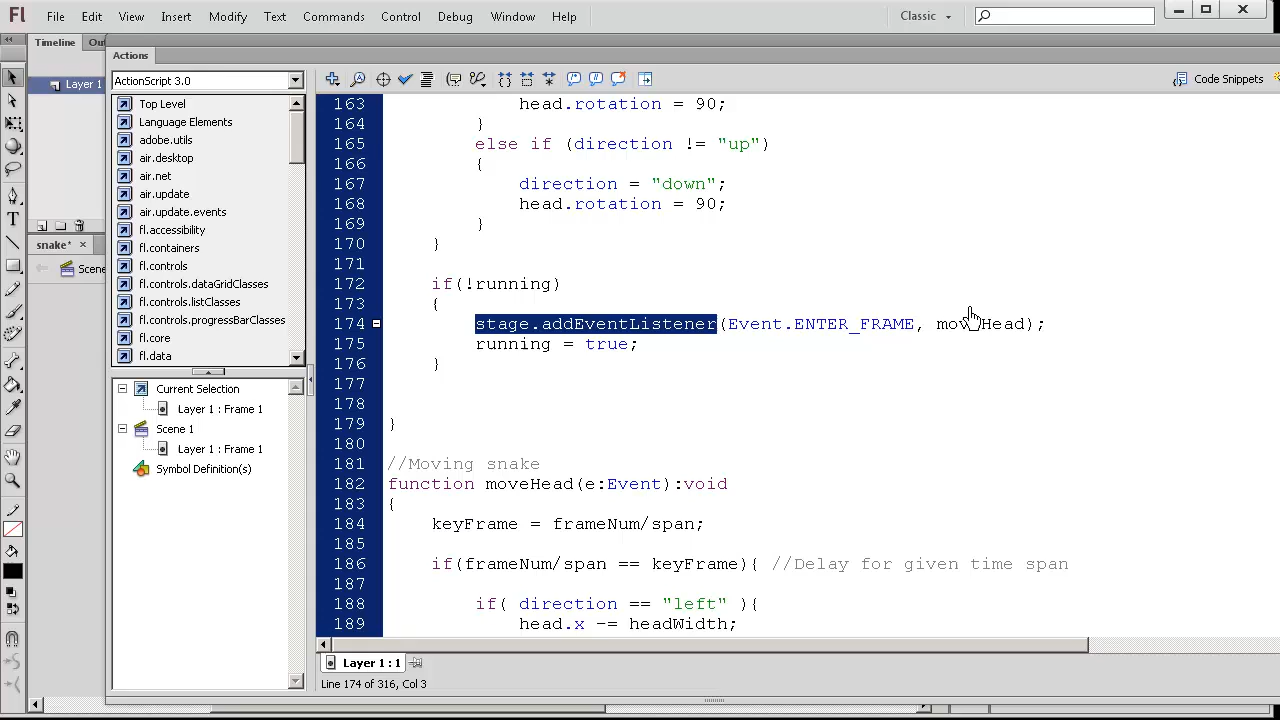 Fl File Edit View Insert Modify Text Commands Control Debug Window Help Classic
Timeline Ou
Actions
ActionScript 3.0
Code Snippets
Layer 1
Top Level
Language Elements
adobe.utils
air.desktop
air.net
air.update
air.update.events
fl.accessibility
fl.containers
fl.controls
fl.controls.dataGridClasses
fl.controls.listClasses
fl.controls.progressBarClasses
fl.core
fl.data
snake*
Scene
Current Selection
Layer 1 : Frame 1
Scene 1
Layer 1 : Frame 1
Symbol Definition(s)
163 head.rotation = 90;
164 }
165 else if (direction != "up")
166 {
167 direction = "down";
168 head.rotation = 90;
169 }
170 }
171
172 if(!running)
173 {
174 stage.addEventListener(Event.ENTER_FRAME, moveHead);
175 running = true;
176 }
177
178
179 }
180
181 //Moving snake
182 function moveHead(e:Event):void
183 {
184 keyFrame = frameNum/span;
185
186 if(frameNum/span == keyFrame){ //Delay for given time span
187
188 if( direction == "left" ){
189 head.x -= headWidth;
Layer 1 : 1
Line 174 of 316, Col 3